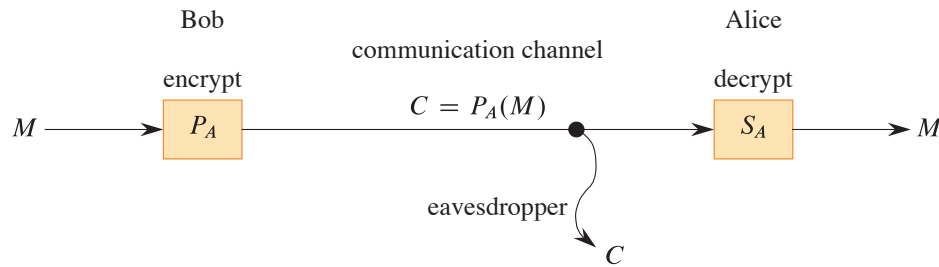 Bob
Alice
communication channel
encrypt
decrypt
M
P_A
C = P_A(M)
S_A
M
eavesdropper
C